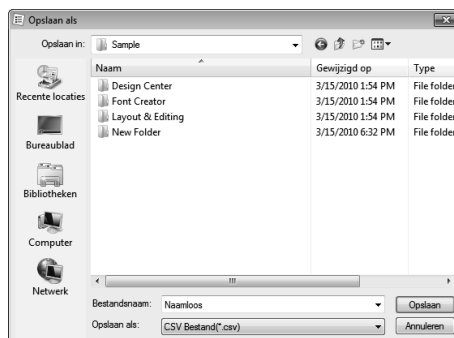 Opslaan als
Opslaan in: Sample
Recente locaties
Bureaublad
Bibliotheken
Computer
Netwerk
Naam Gewijzigd op Type
Design Center 3/15/2010 1:54 PM File folder
Font Creator 3/15/2010 1:54 PM File folder
Layout & Editing 3/15/2010 1:54 PM File folder
New Folder 3/15/2010 6:32 PM File folder
Bestandsnaam: Naamloos Opslaan
Opslaan als: CSV Bestand(*.csv) Annuleren